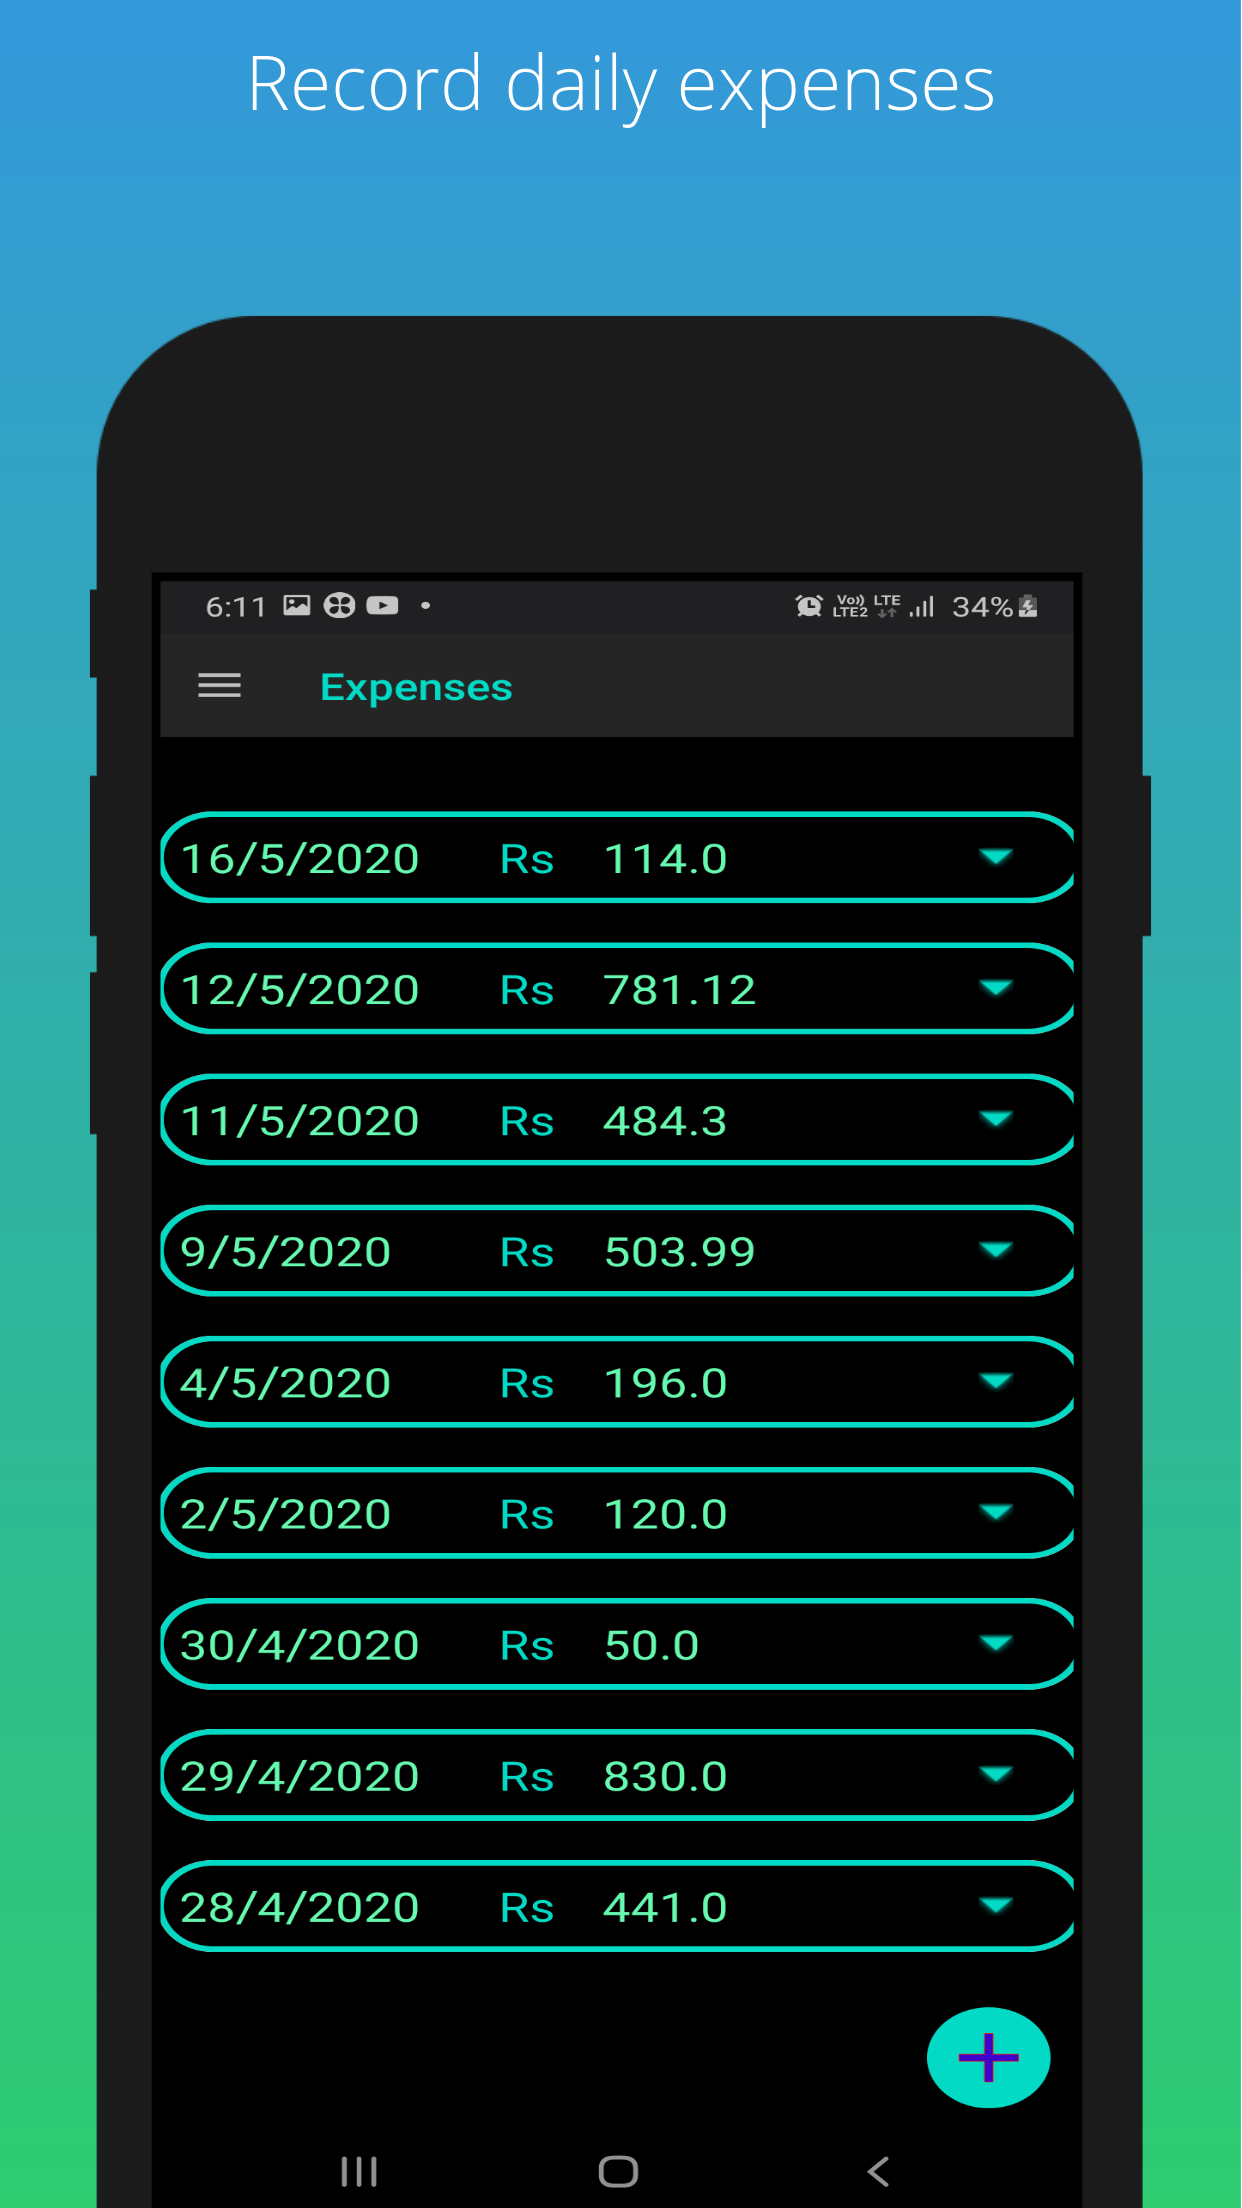 Record daily expenses
6:11 Vo)) LTE2 LTE 34%
Expenses
16/5/2020 Rs 114.0
12/5/2020 Rs 781.12
11/5/2020 Rs 484.3
9/5/2020 Rs 503.99
4/5/2020 Rs 196.0
2/5/2020 Rs 120.0
30/4/2020 Rs 50.0
29/4/2020 Rs 830.0
28/4/2020 Rs 441.0